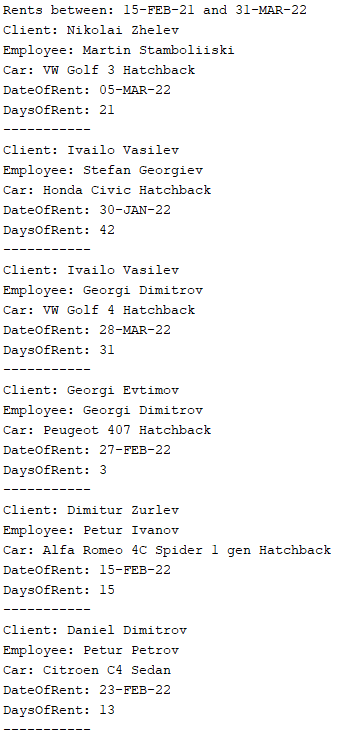 Rents between: 15-FEB-21 and 31-MAR-22
Client: Nikolai Zhelev
Employee: Martin Stamboliiski
Car: VW Golf 3 Hatchback
DateOfRent: 05-MAR-22
DaysOfRent: 21
-----------
Client: Ivailo Vasilev
Employee: Stefan Georgiev
Car: Honda Civic Hatchback
DateOfRent: 30-JAN-22
DaysOfRent: 42
-----------
Client: Ivailo Vasilev
Employee: Georgi Dimitrov
Car: VW Golf 4 Hatchback
DateOfRent: 28-MAR-22
DaysOfRent: 31
-----------
Client: Georgi Evtimov
Employee: Georgi Dimitrov
Car: Peugeot 407 Hatchback
DateOfRent: 27-FEB-22
DaysOfRent: 3
-----------
Client: Dimitur Zurlev
Employee: Petur Ivanov
Car: Alfa Romeo 4C Spider 1 gen Hatchback
DateOfRent: 15-FEB-22
DaysOfRent: 15
-----------
Client: Daniel Dimitrov
Employee: Petur Petrov
Car: Citroen C4 Sedan
DateOfRent: 23-FEB-22
DaysOfRent: 13
-----------